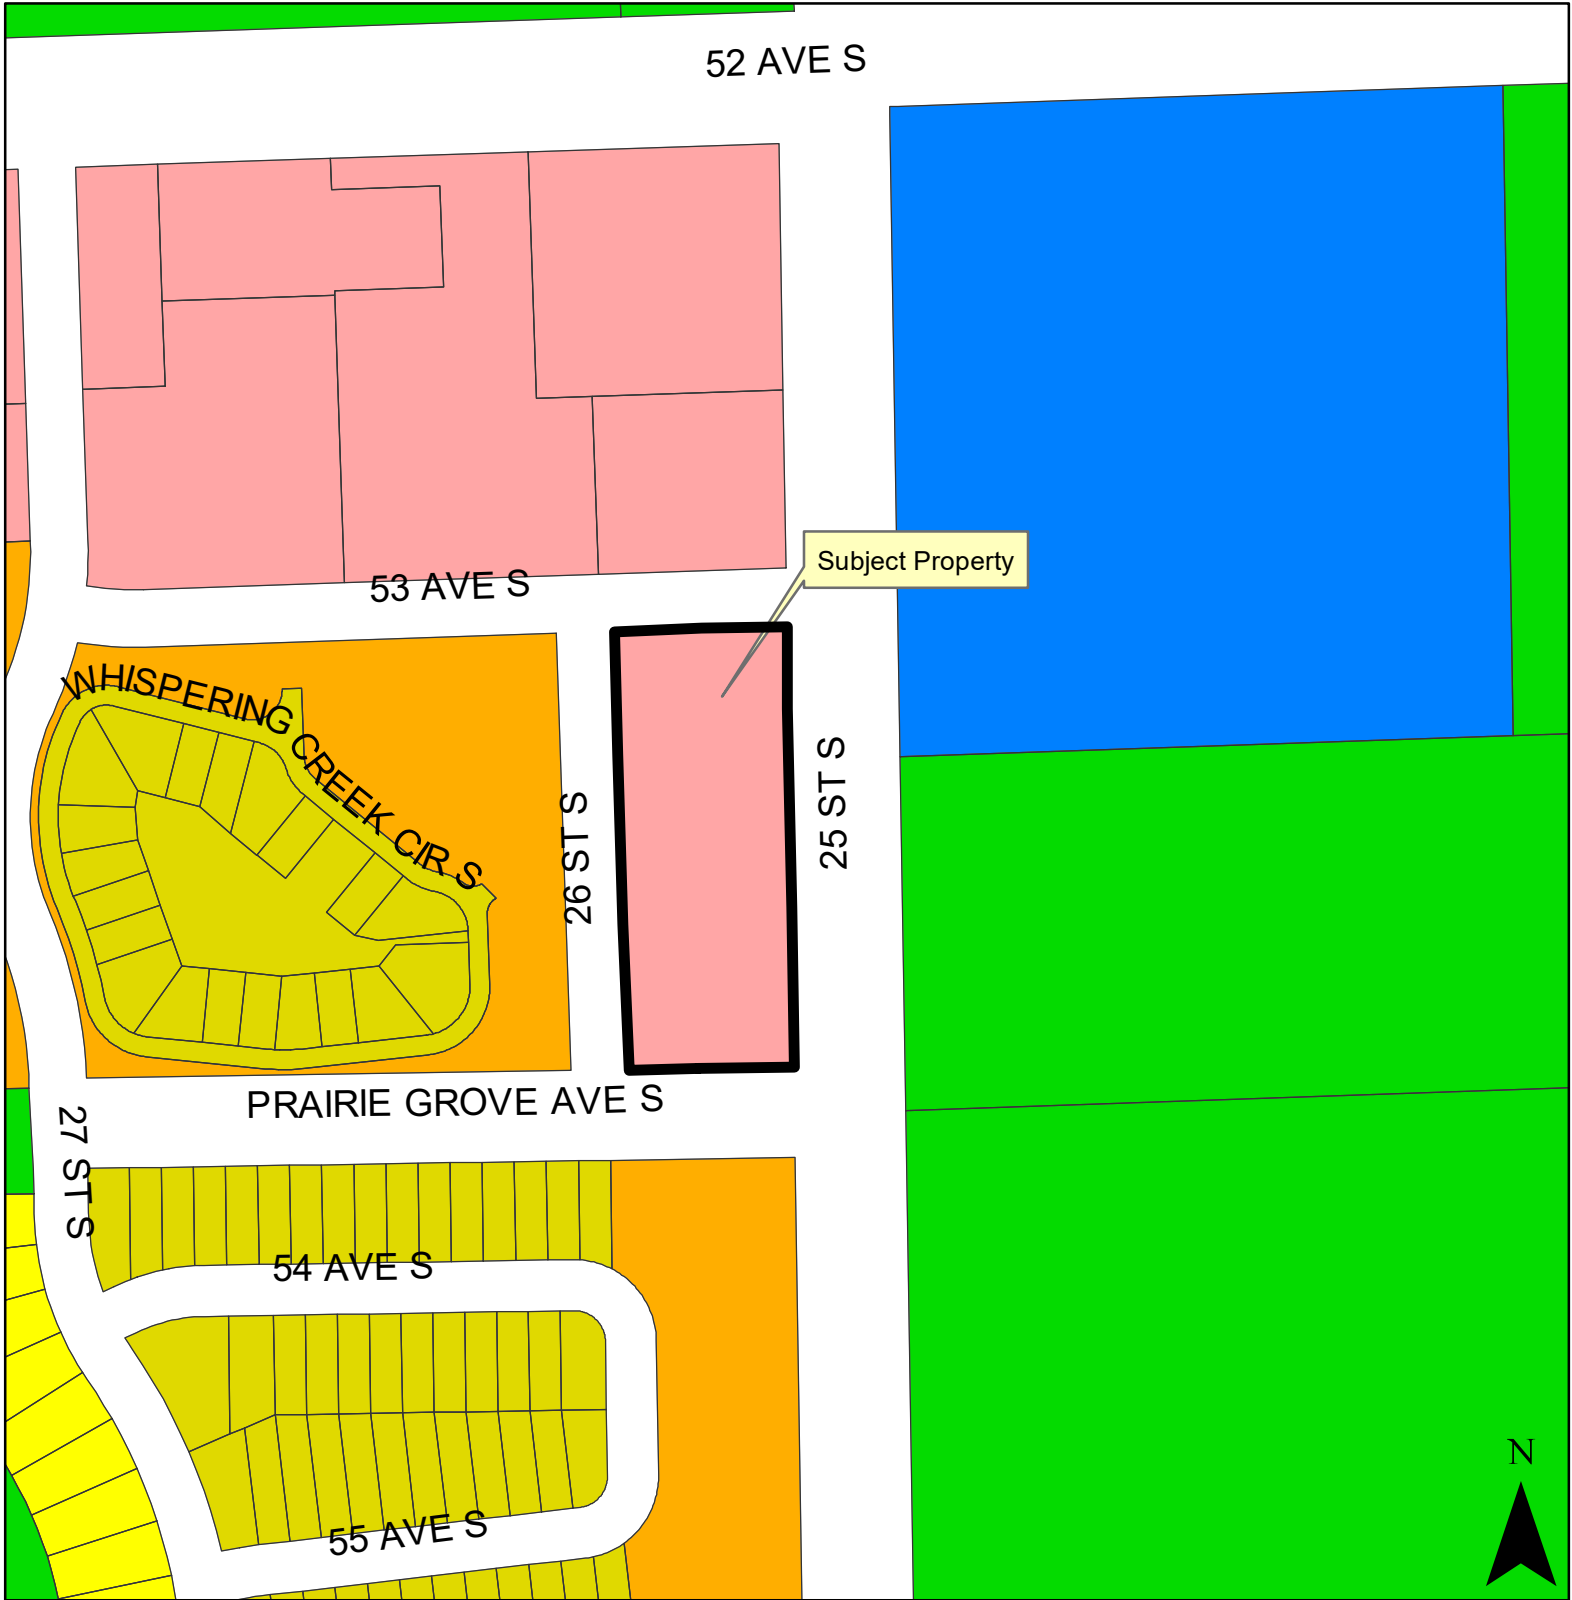 52 AVE S
Subject Property
53 AVE S
WHISPERING CREEK CIR S
26 ST S
25 ST S
PRAIRIE GROVE AVE S
27 ST S
54 AVE S
N
55 AVE S